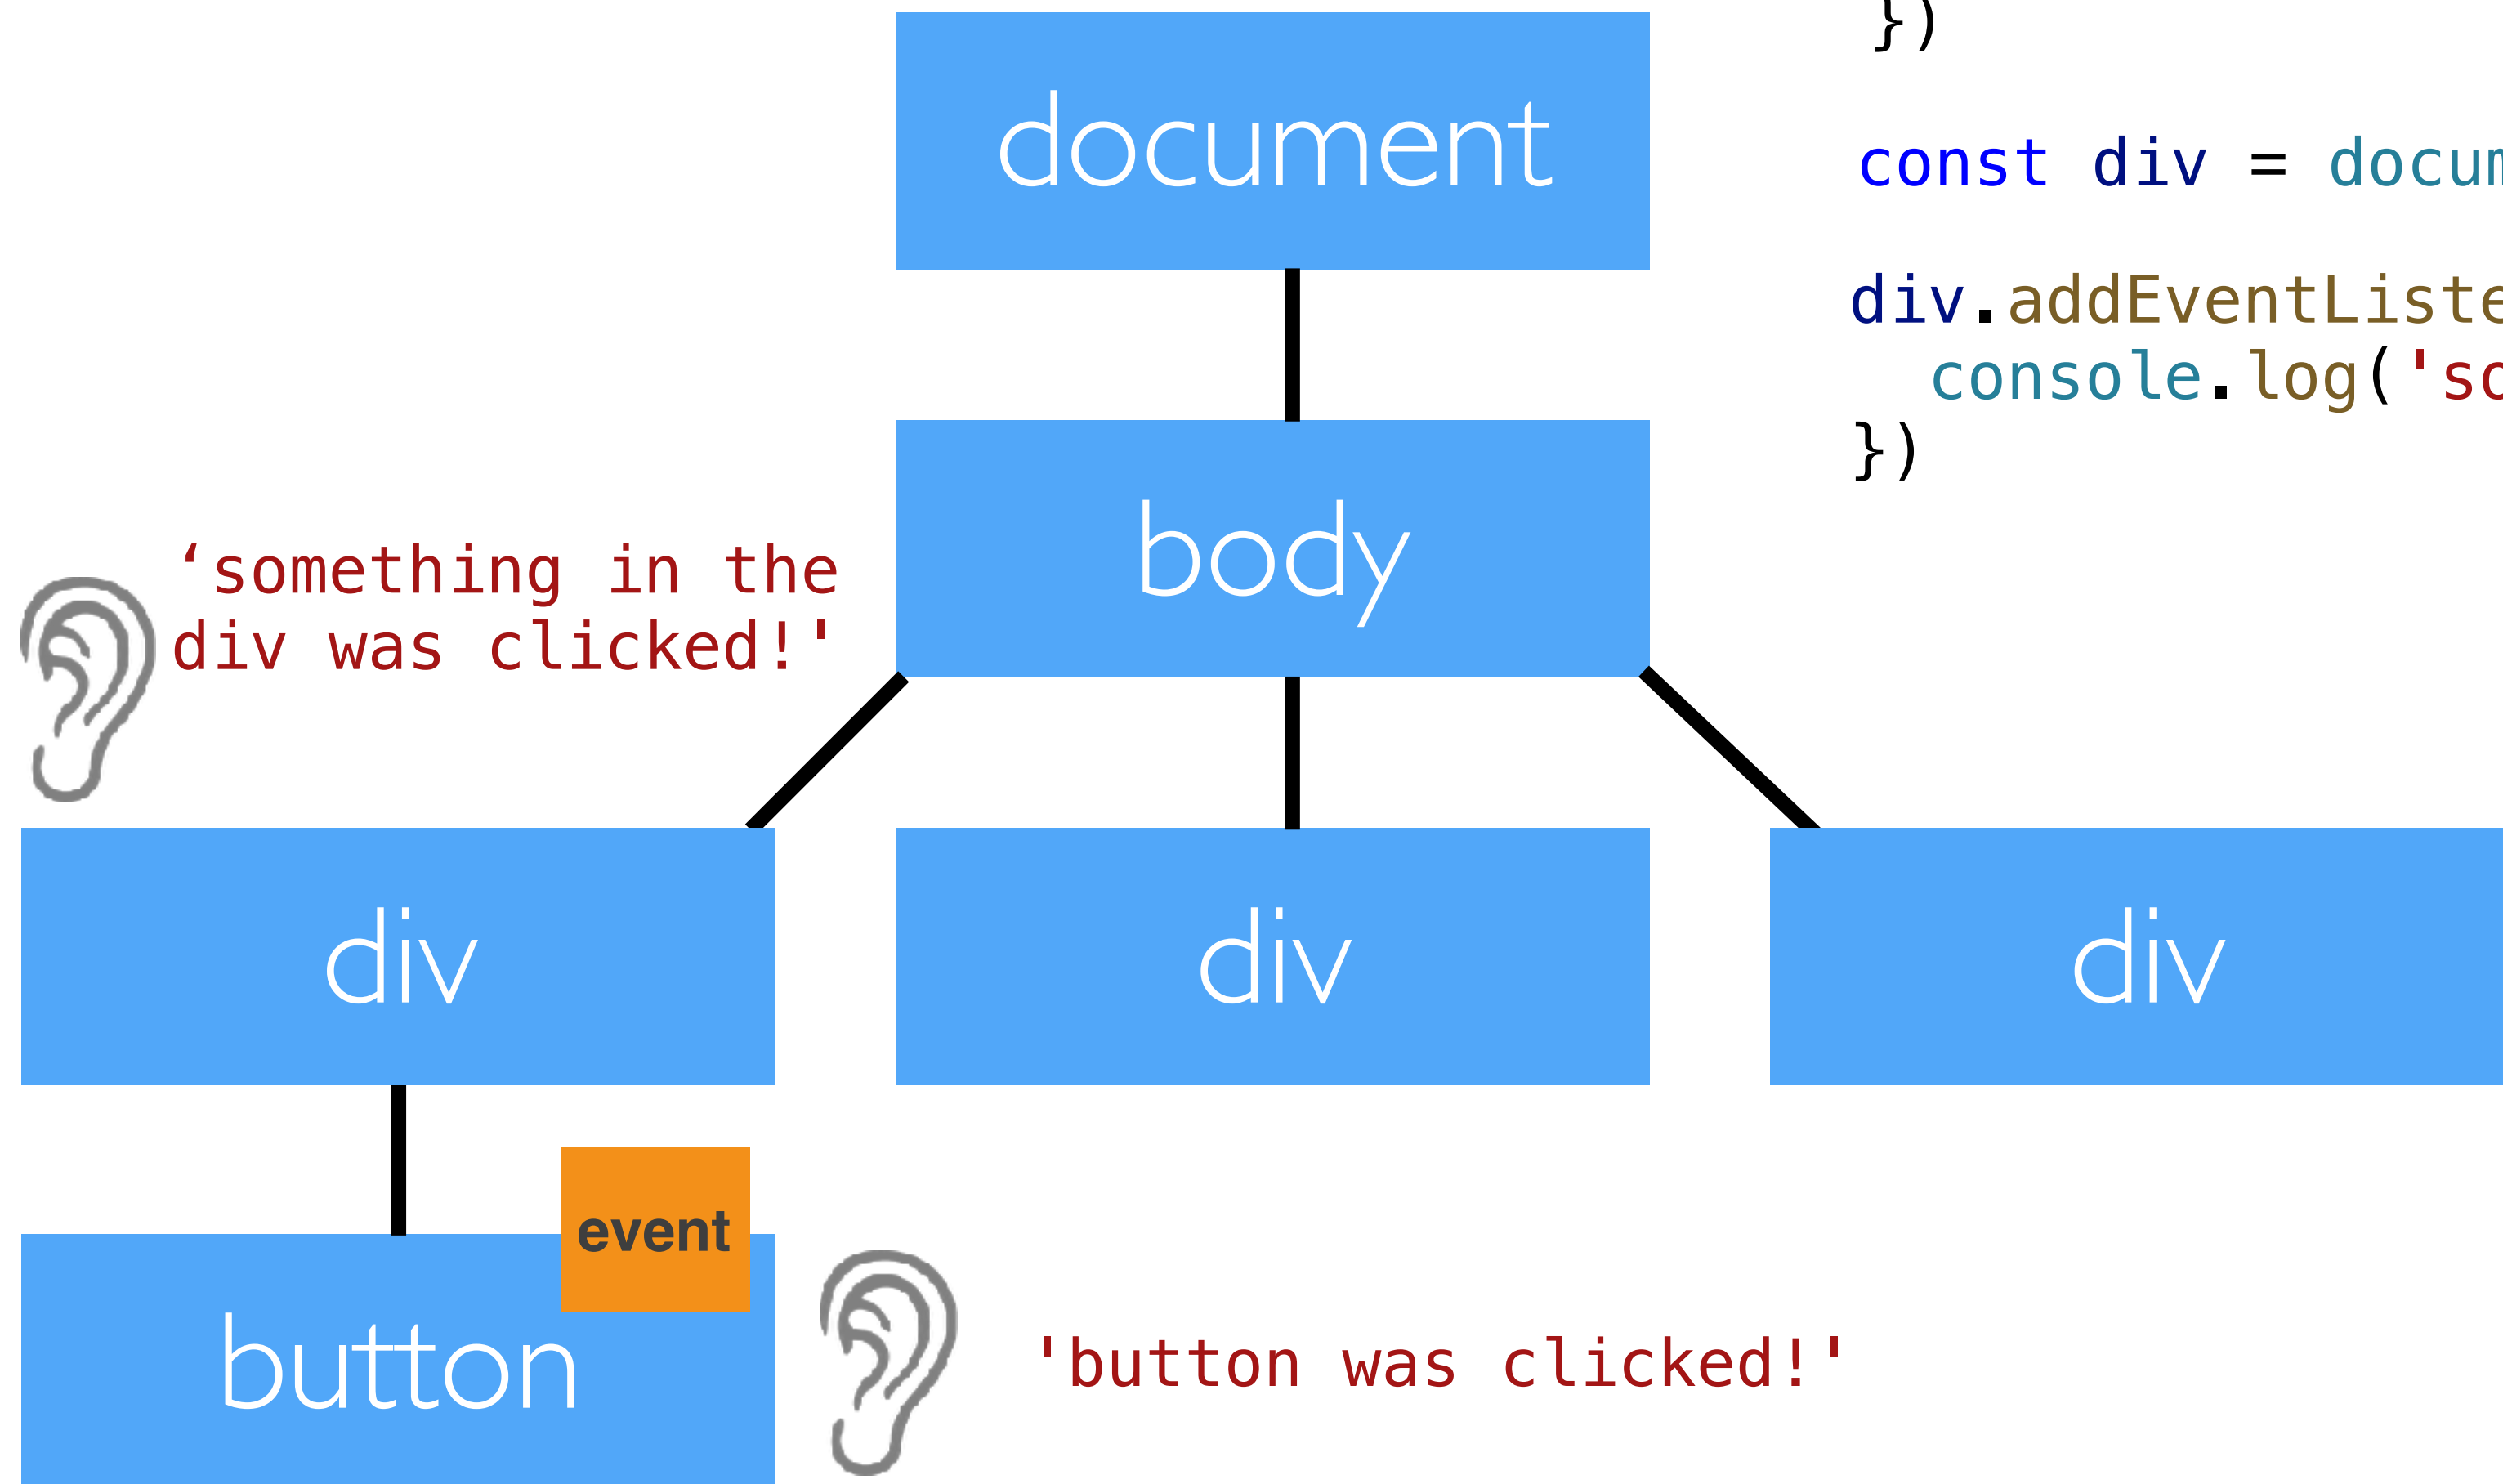 })
document
const div = docum
div.addEventListe
console.log('so
})
body
‘something in the
div was clicked!'
div
div
div
event
button
'button was clicked!'